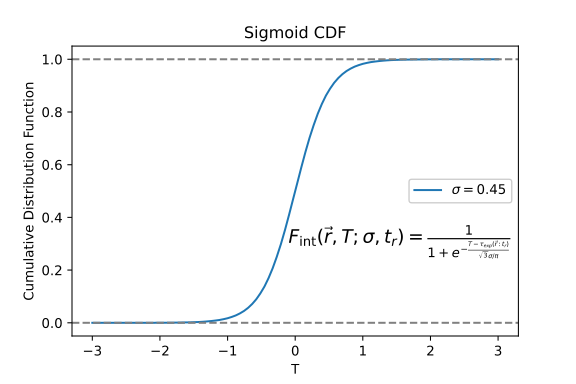 Sigmoid CDF
Cumulative Distribution Function
1.0
0.8
0.6
0.4
0.2
0.0
σ = 0.45
F_int(r⃗, T; σ, t_r) = 1 / (1 + e^{−(T − τ_exp(r⃗; t_r)) / (√3σ/π)})
−3 −2 −1 0 1 2 3
T